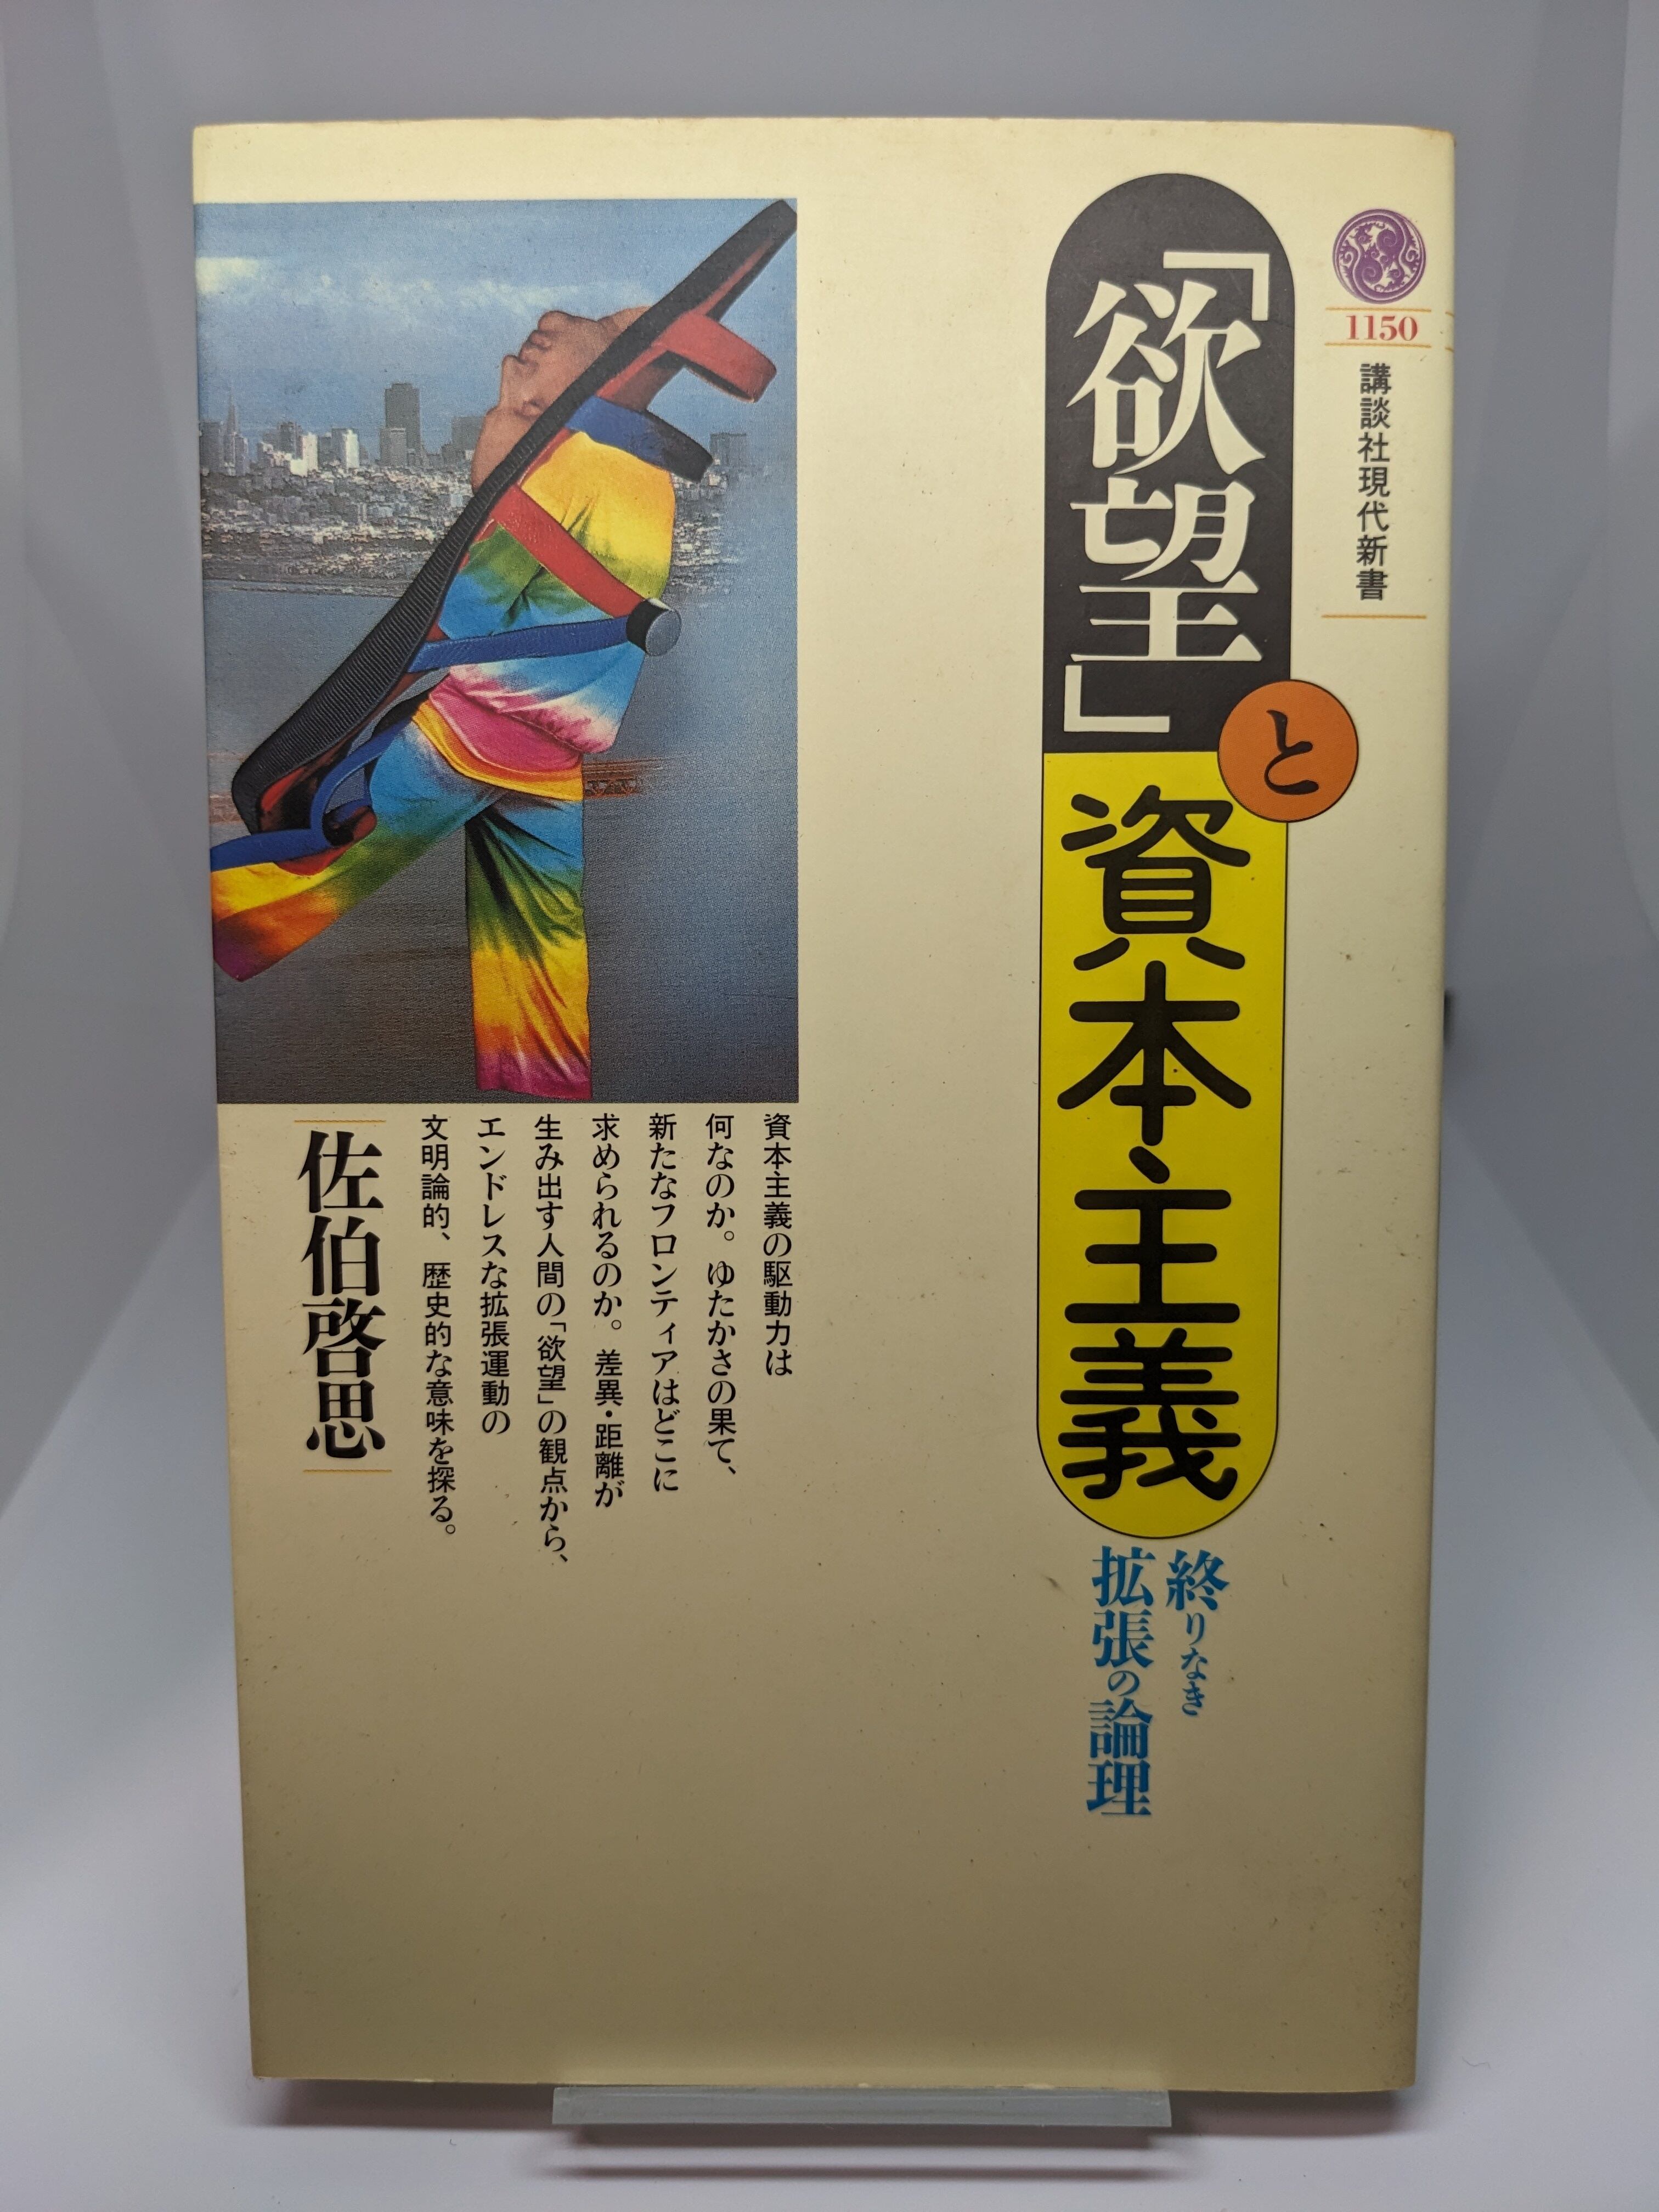 1150
講談社現代新書
「欲望」と資本主義
終りなき
拡張の論理
資本主義の駆動力は
何なのか。ゆたかさの果て、
新たなフロンティアはどこに
求められるのか。差異・距離が
生み出す人間の「欲望」の観点から、
エンドレスな拡張運動の
文明論的、歴史的な意味を探る。
佐伯啓思